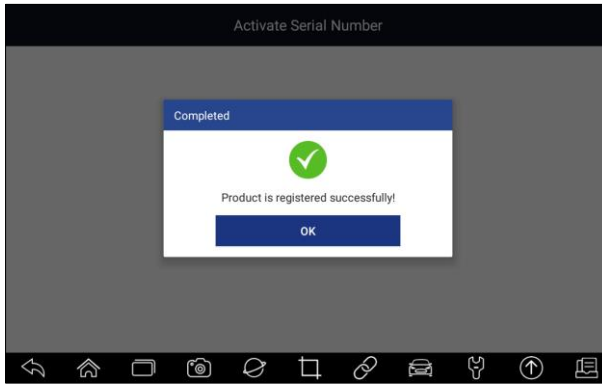 Activate Serial Number
Completed
Product is registered successfully!
OK